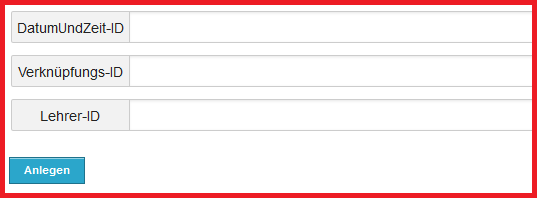 DatumUndZeit-ID
Verknüpfungs-ID
Lehrer-ID
Anlegen